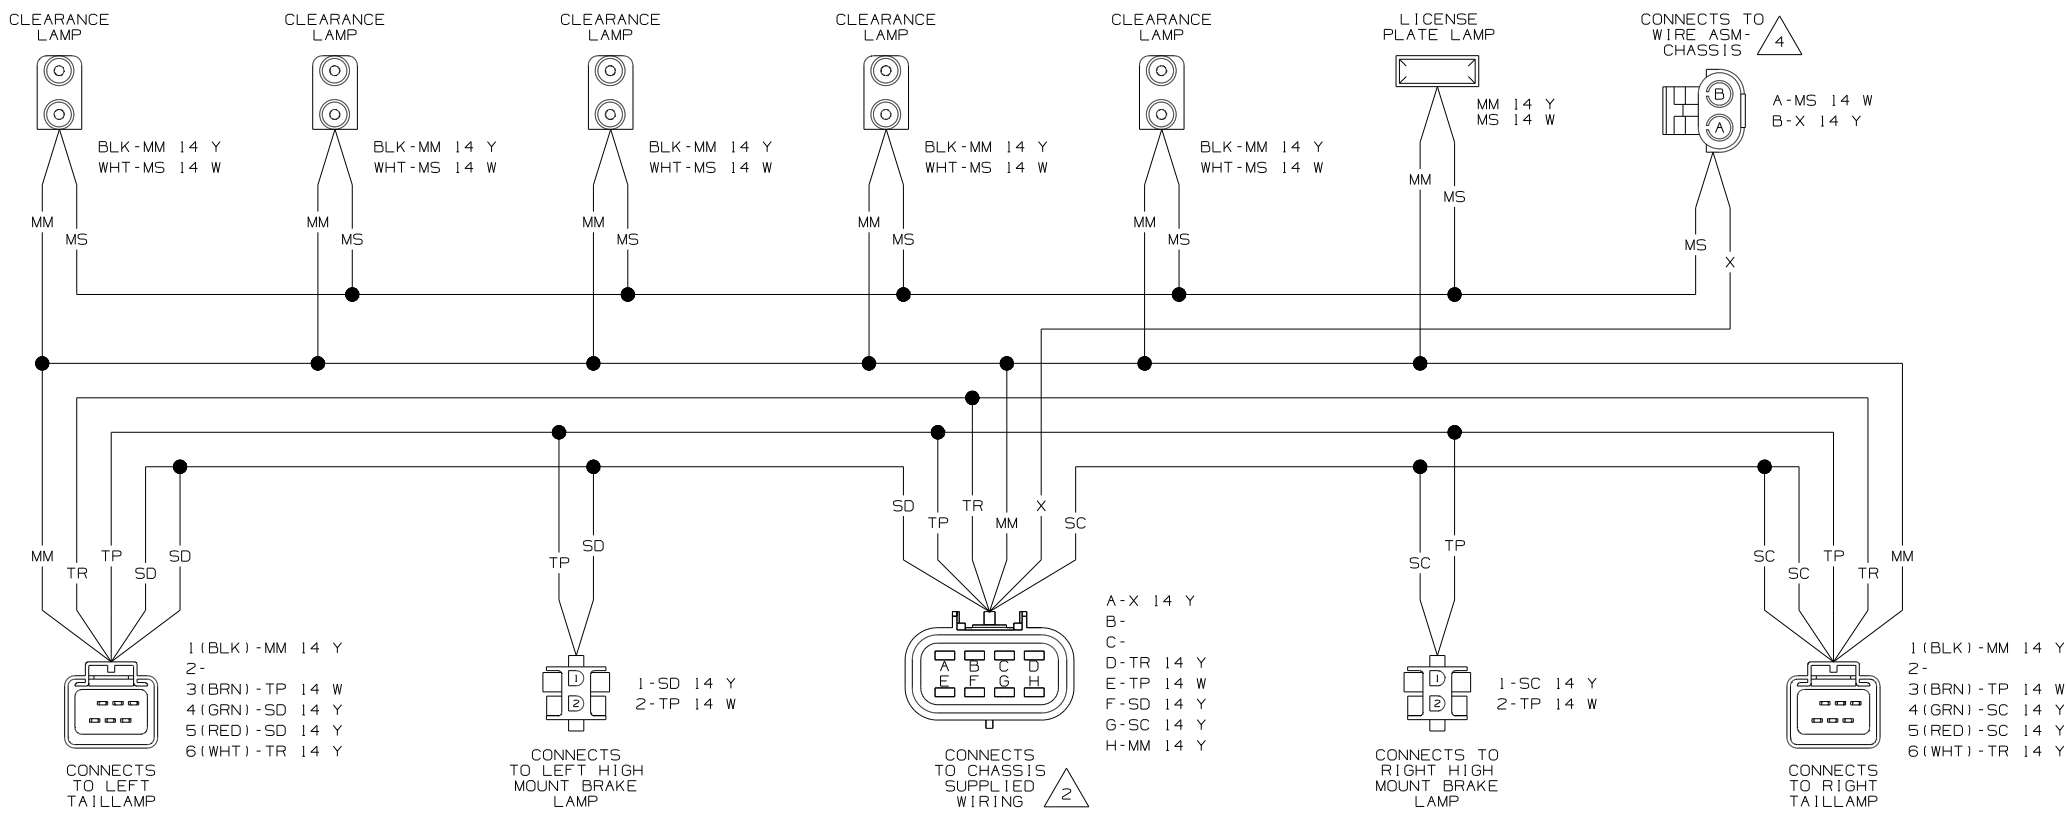 CLEARANCE
LAMP
CLEARANCE
LAMP
CLEARANCE
LAMP
CLEARANCE
LAMP
CLEARANCE
LAMP
LICENSE
PLATE LAMP
CONNECTS TO
WIRE ASM-
CHASSIS
4
B
A
A-MS 14 W
B-X 14 Y
MM 14 Y
MS 14 W
BLK-MM 14 Y
WHT-MS 14 W
BLK-MM 14 Y
WHT-MS 14 W
BLK-MM 14 Y
WHT-MS 14 W
BLK-MM 14 Y
WHT-MS 14 W
BLK-MM 14 Y
WHT-MS 14 W
MM
MS
MM
MS
MM
MS
MM
MS
MM
MS
MM
MS
MS
X
MM
TR
TP
SD
SD
TP
SD
SD
TP
TR
MM
X
SC
SC
TP
SC
SC
TP
TR
MM
1(BLK)-MM 14 Y
2-
3(BRN)-TP 14 W
4(GRN)-SD 14 Y
5(RED)-SD 14 Y
6(WHT)-TR 14 Y
CONNECTS
TO LEFT
TAILLAMP
1
2
1-SD 14 Y
2-TP 14 W
CONNECTS
TO LEFT HIGH
MOUNT BRAKE
LAMP
A B C D
E F G H
A-X 14 Y
B-
C-
D-TR 14 Y
E-TP 14 W
F-SD 14 Y
G-SC 14 Y
H-MM 14 Y
CONNECTS
TO CHASSIS
SUPPLIED
WIRING
2
1
2
1-SC 14 Y
2-TP 14 W
CONNECTS TO
RIGHT HIGH
MOUNT BRAKE
LAMP
1(BLK)-MM 14 Y
2-
3(BRN)-TP 14 W
4(GRN)-SC 14 Y
5(RED)-SC 14 Y
6(WHT)-TR 14 Y
CONNECTS
TO RIGHT
TAILLAMP